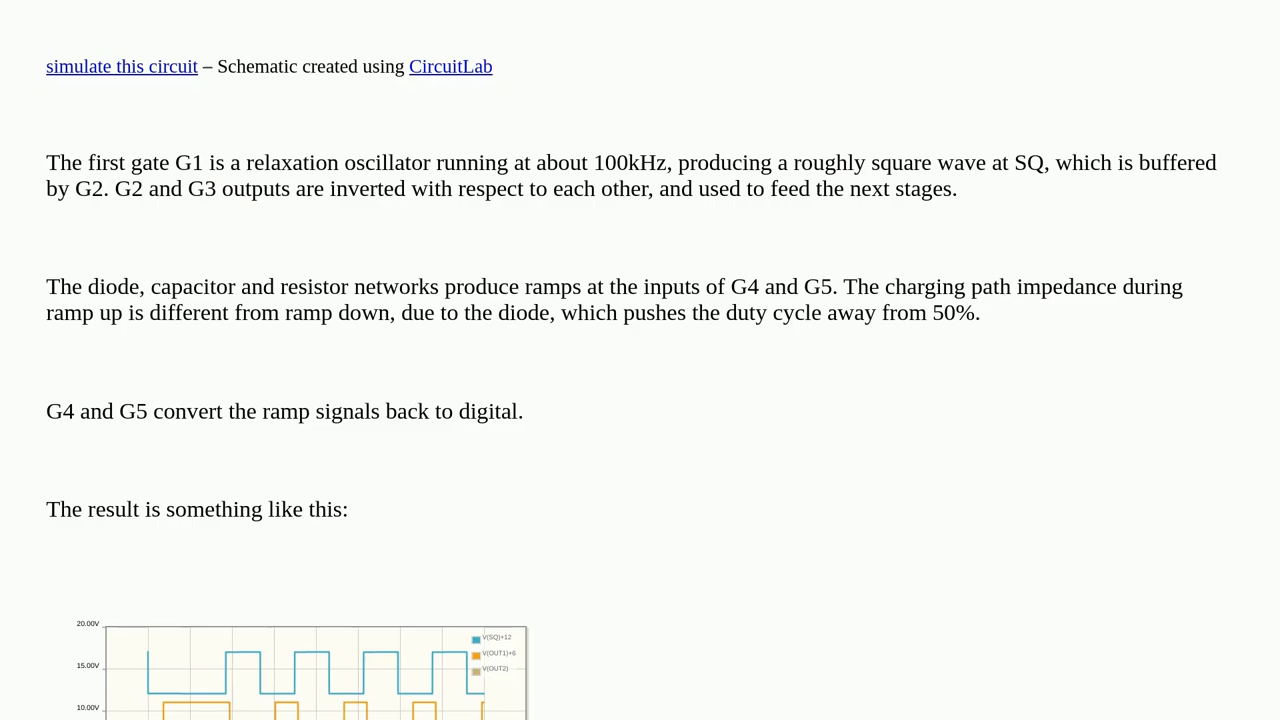 simulate this circuit – Schematic created using CircuitLab
The first gate G1 is a relaxation oscillator running at about 100kHz, producing a roughly square wave at SQ, which is buffered
by G2. G2 and G3 outputs are inverted with respect to each other, and used to feed the next stages.
The diode, capacitor and resistor networks produce ramps at the inputs of G4 and G5. The charging path impedance during
ramp up is different from ramp down, due to the diode, which pushes the duty cycle away from 50%.
G4 and G5 convert the ramp signals back to digital.
The result is something like this:
20.00V
V(SQ)+12
V(OUT1)+6
15.00V
V(OUT2)
10.00V